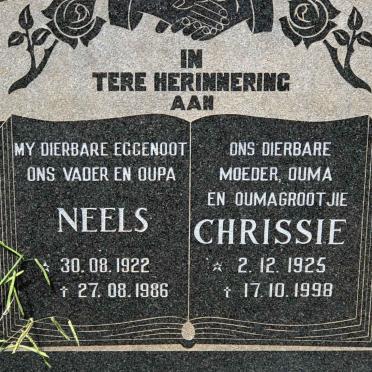 IN
TERE HERINNERING
AAN
MY DIERBARE EGGENOOT
ONS VADER EN OUPA
NEELS
☆ 30.08.1922
† 27.08.1986
ONS DIERBARE
MOEDER, OUMA
EN OUMAGROOTJIE
CHRISSIE
☆ 2.12.1925
† 17.10.1998